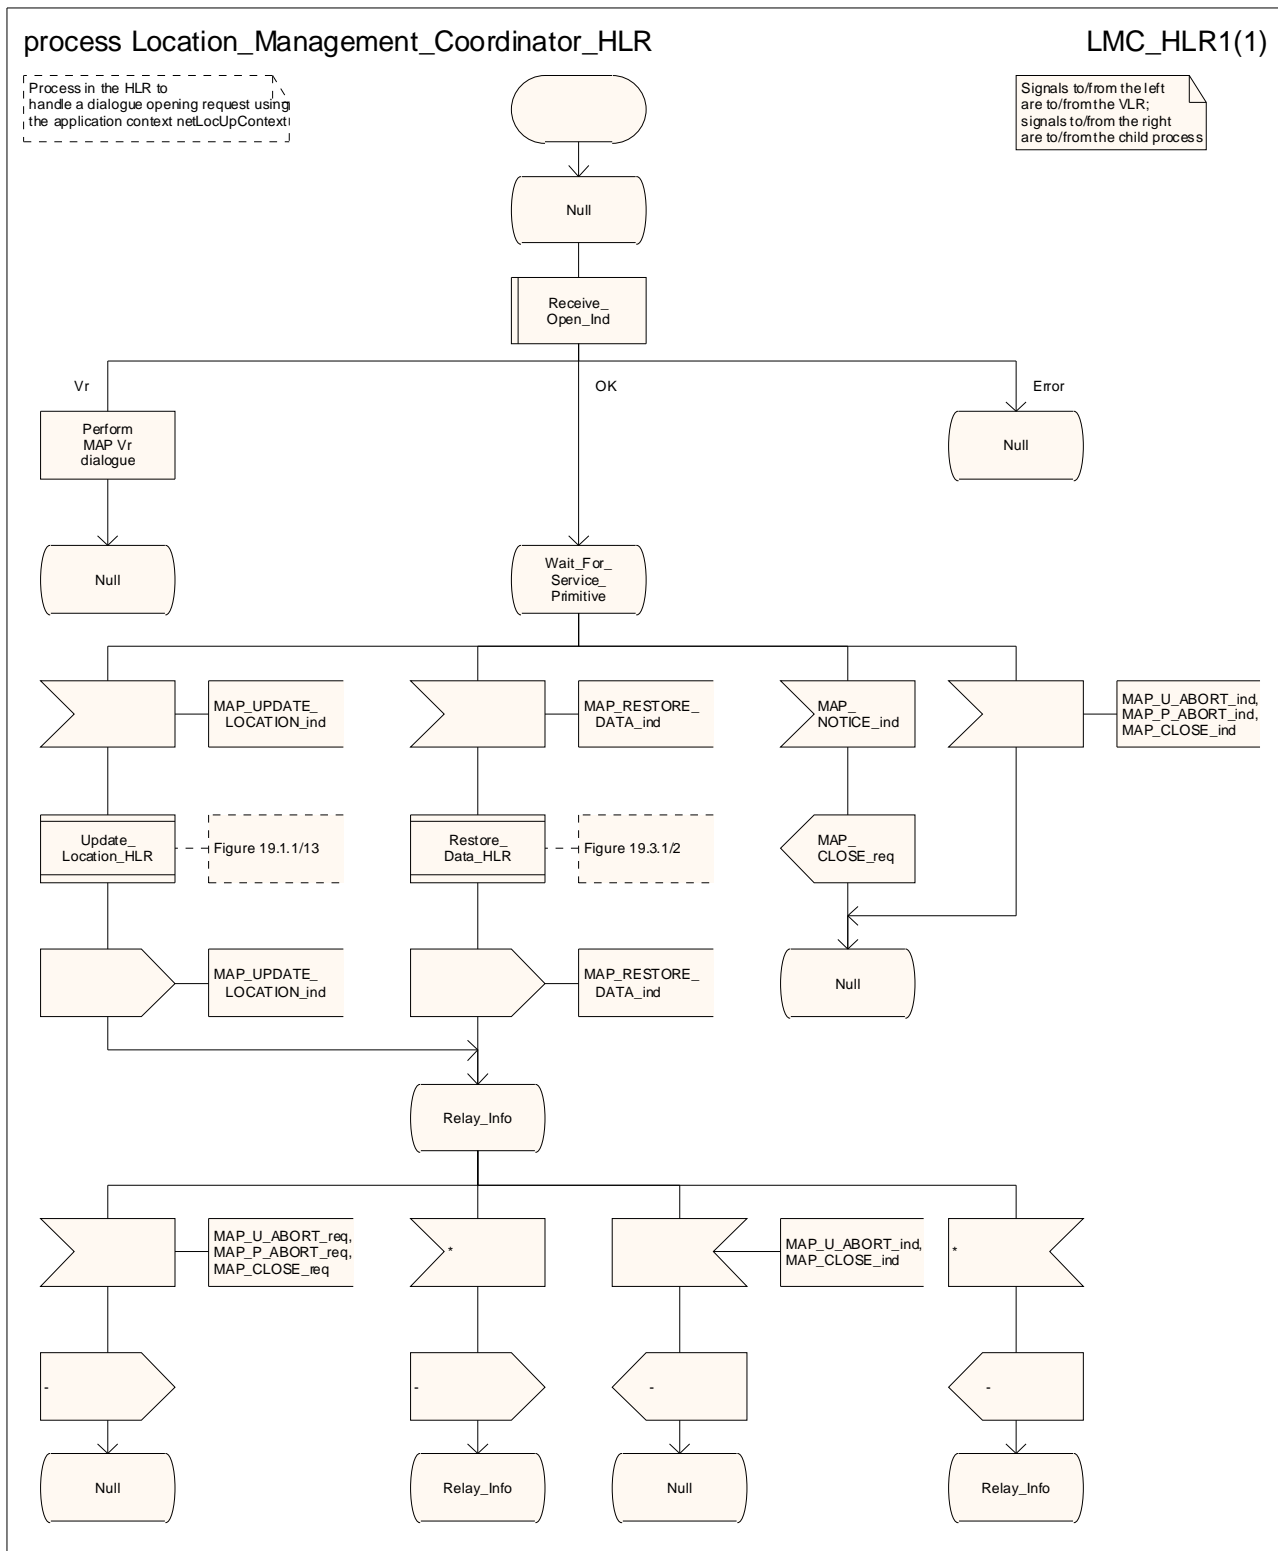 process Location_Management_Coordinator_HLR
LMC_HLR1(1)
Process in the HLR to
handle a dialogue opening request using
the application context netLocUpContext
Signals to/from the left
are to/from the VLR;
signals to/from the right
are to/from the child process
Null
Receive_
Open_Ind
Vr
OK
Error
Perform
MAP Vr
dialogue
Null
Null
Wait_For_
Service_
Primitive
MAP_UPDATE_
LOCATION_ind
MAP_RESTORE_
DATA_ind
MAP_
NOTICE_ind
MAP_U_ABORT_ind,
MAP_P_ABORT_ind,
MAP_CLOSE_ind
Update_
Location_HLR
Figure 19.1.1/13
Restore_
Data_HLR
Figure 19.3.1/2
MAP_
CLOSE_req
MAP_UPDATE_
LOCATION_ind
MAP_RESTORE_
DATA_ind
Null
Relay_Info
MAP_U_ABORT_req,
MAP_P_ABORT_req,
MAP_CLOSE_req
*
MAP_U_ABORT_ind,
MAP_CLOSE_ind
*
-
-
-
-
Null
Relay_Info
Null
Relay_Info